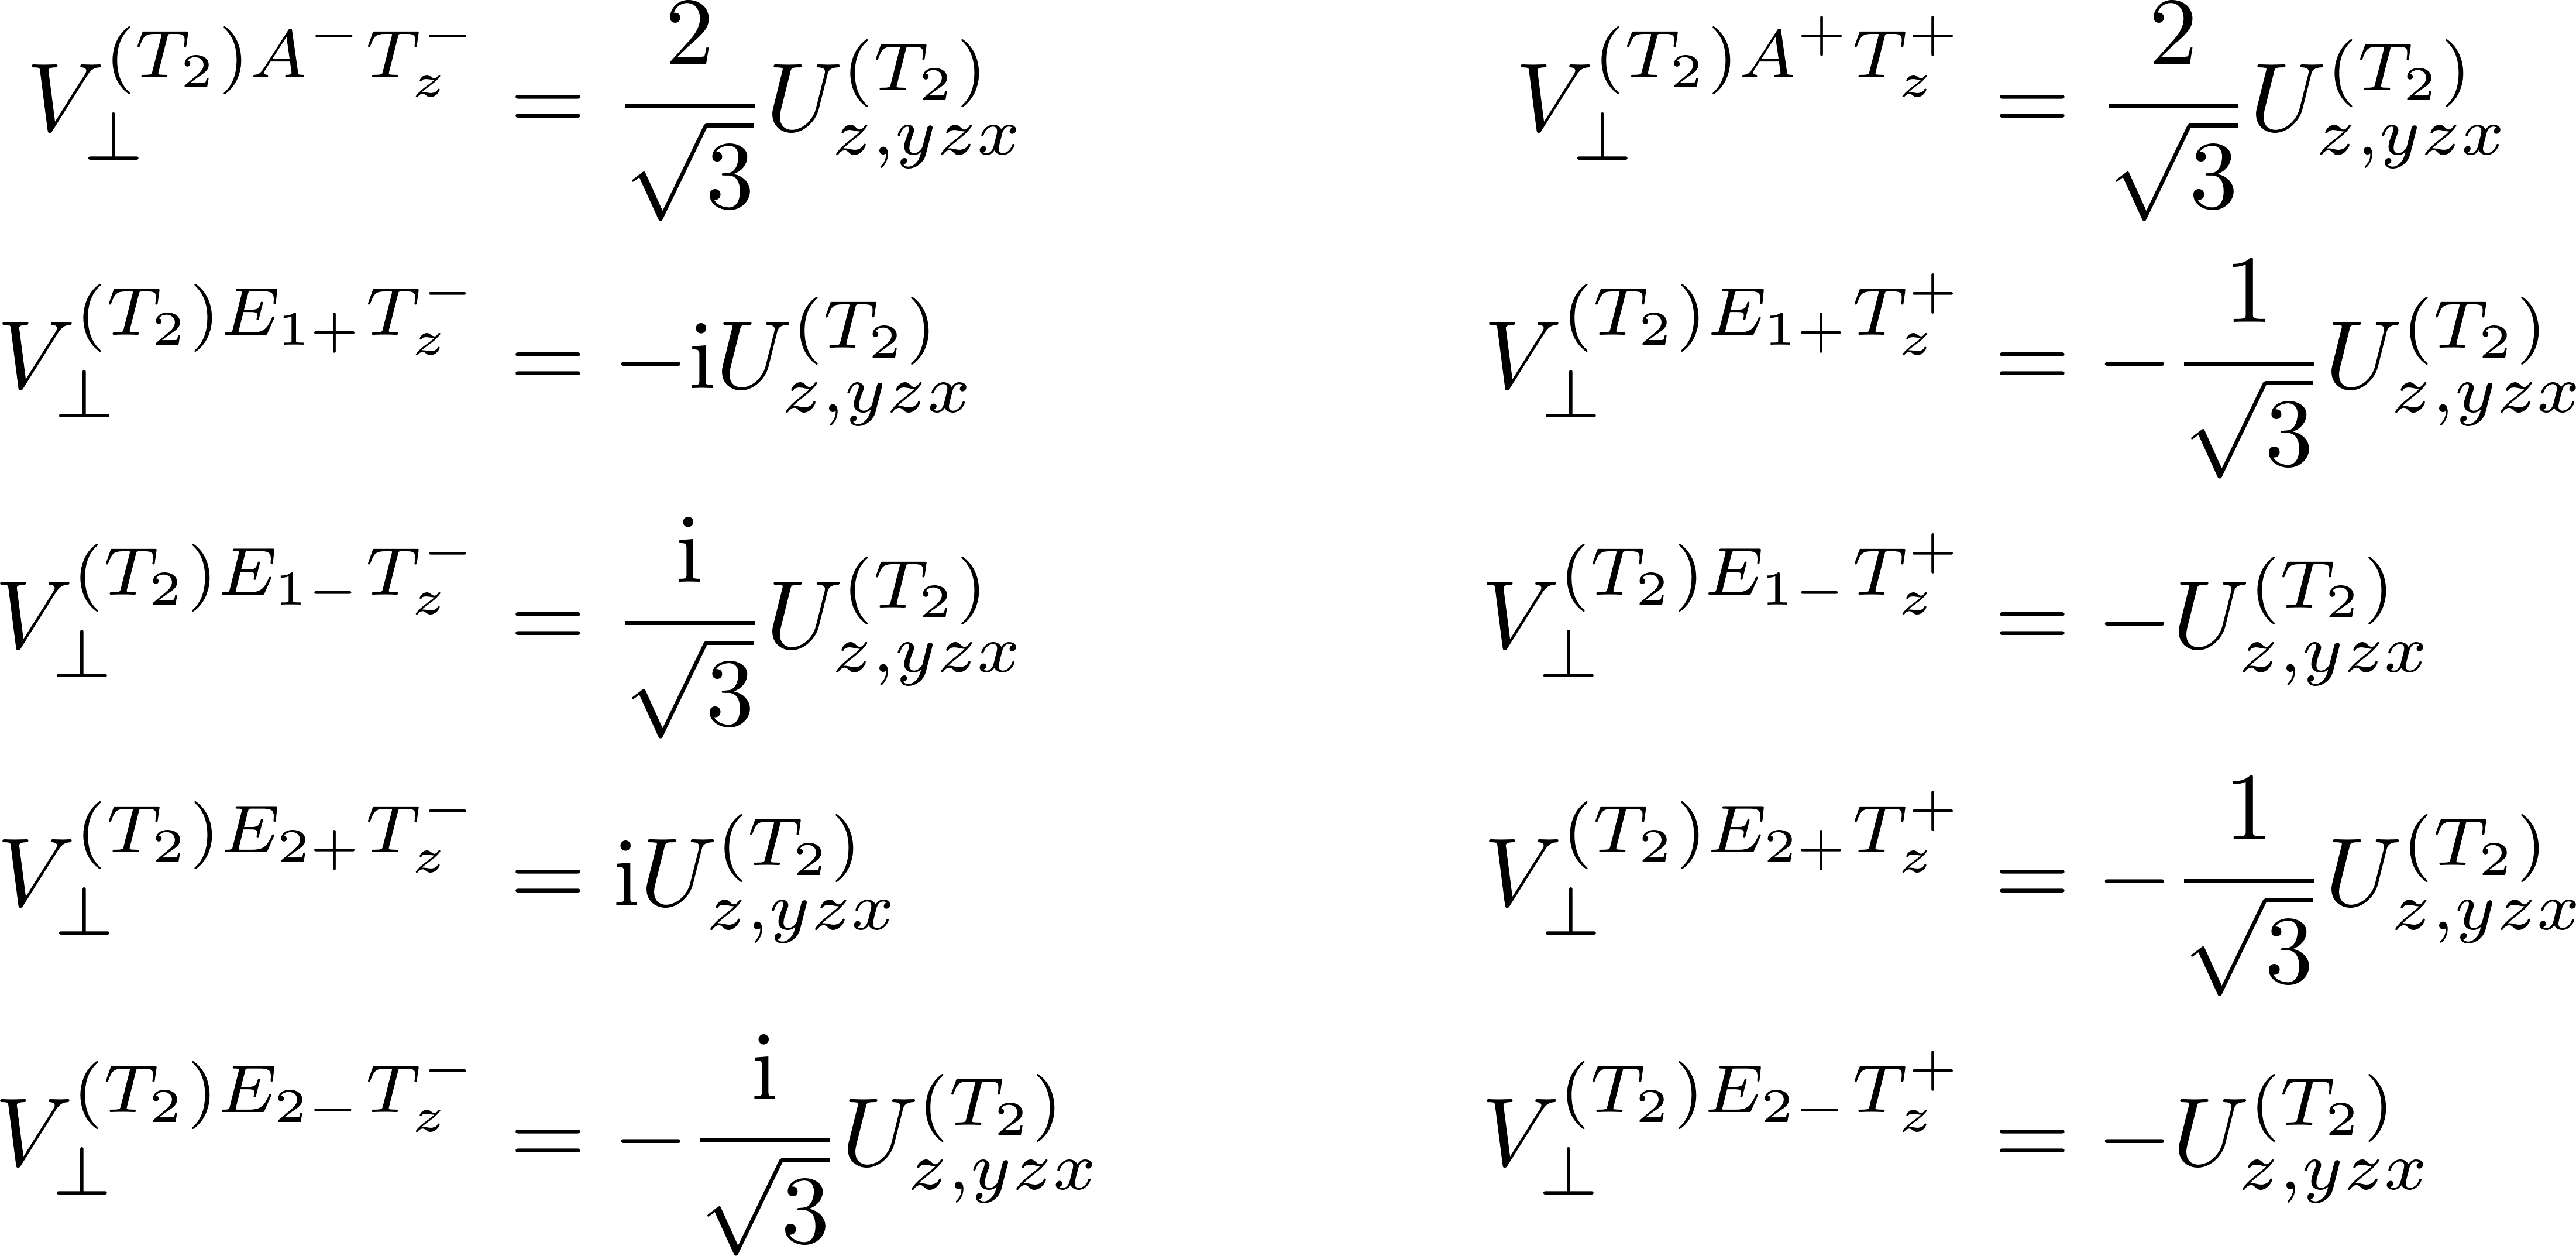 $V_{\perp}^{(T_2)A^-T_z^-} = \frac{2}{\sqrt{3}}U_{z,yzx}^{(T_2)}$ $V_{\perp}^{(T_2)A^+T_z^+} = \frac{2}{\sqrt{3}}U_{z,yzx}^{(T_2)}$
$V_{\perp}^{(T_2)E_{1+}T_z^-} = -\mathrm{i}U_{z,yzx}^{(T_2)}$ $V_{\perp}^{(T_2)E_{1+}T_z^+} = -\frac{1}{\sqrt{3}}U_{z,yzx}^{(T_2)}$
$V_{\perp}^{(T_2)E_{1-}T_z^-} = \frac{\mathrm{i}}{\sqrt{3}}U_{z,yzx}^{(T_2)}$ $V_{\perp}^{(T_2)E_{1-}T_z^+} = -U_{z,yzx}^{(T_2)}$
$V_{\perp}^{(T_2)E_{2+}T_z^-} = \mathrm{i}U_{z,yzx}^{(T_2)}$ $V_{\perp}^{(T_2)E_{2+}T_z^+} = -\frac{1}{\sqrt{3}}U_{z,yzx}^{(T_2)}$
$V_{\perp}^{(T_2)E_{2-}T_z^-} = -\frac{\mathrm{i}}{\sqrt{3}}U_{z,yzx}^{(T_2)}$ $V_{\perp}^{(T_2)E_{2-}T_z^+} = -U_{z,yzx}^{(T_2)}$